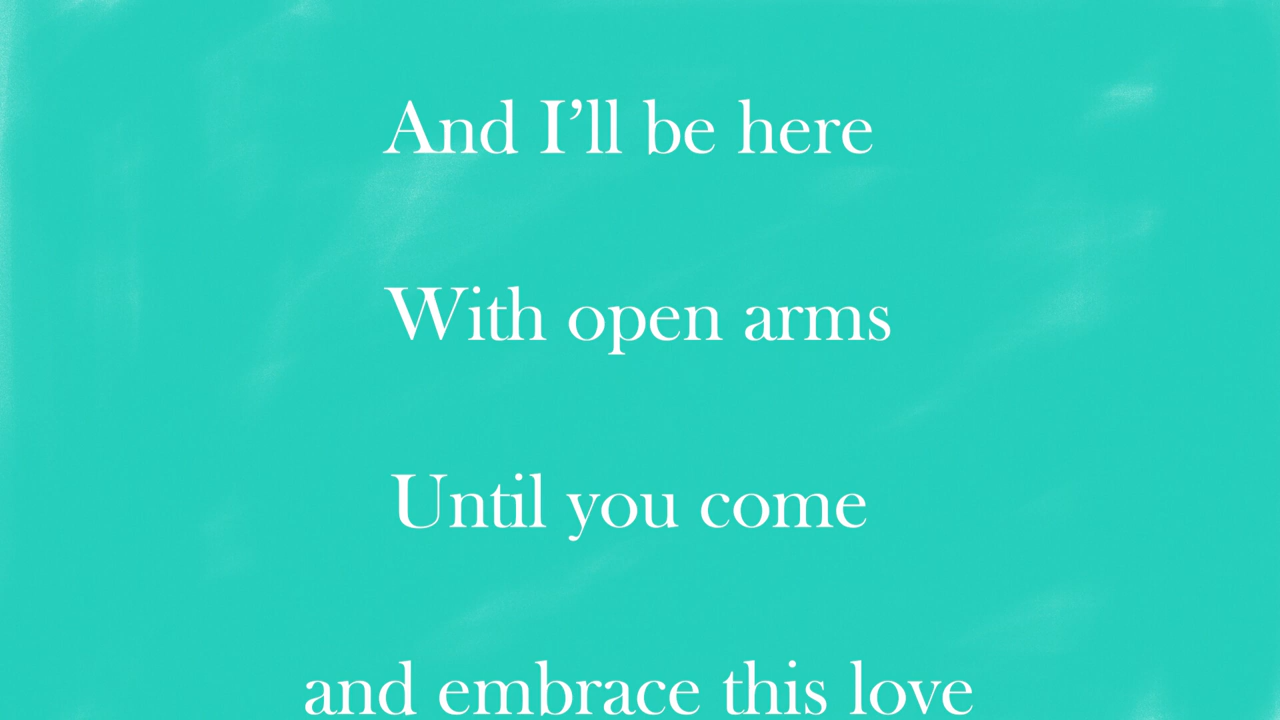 And I’ll be here
With open arms
Until you come
and embrace this love